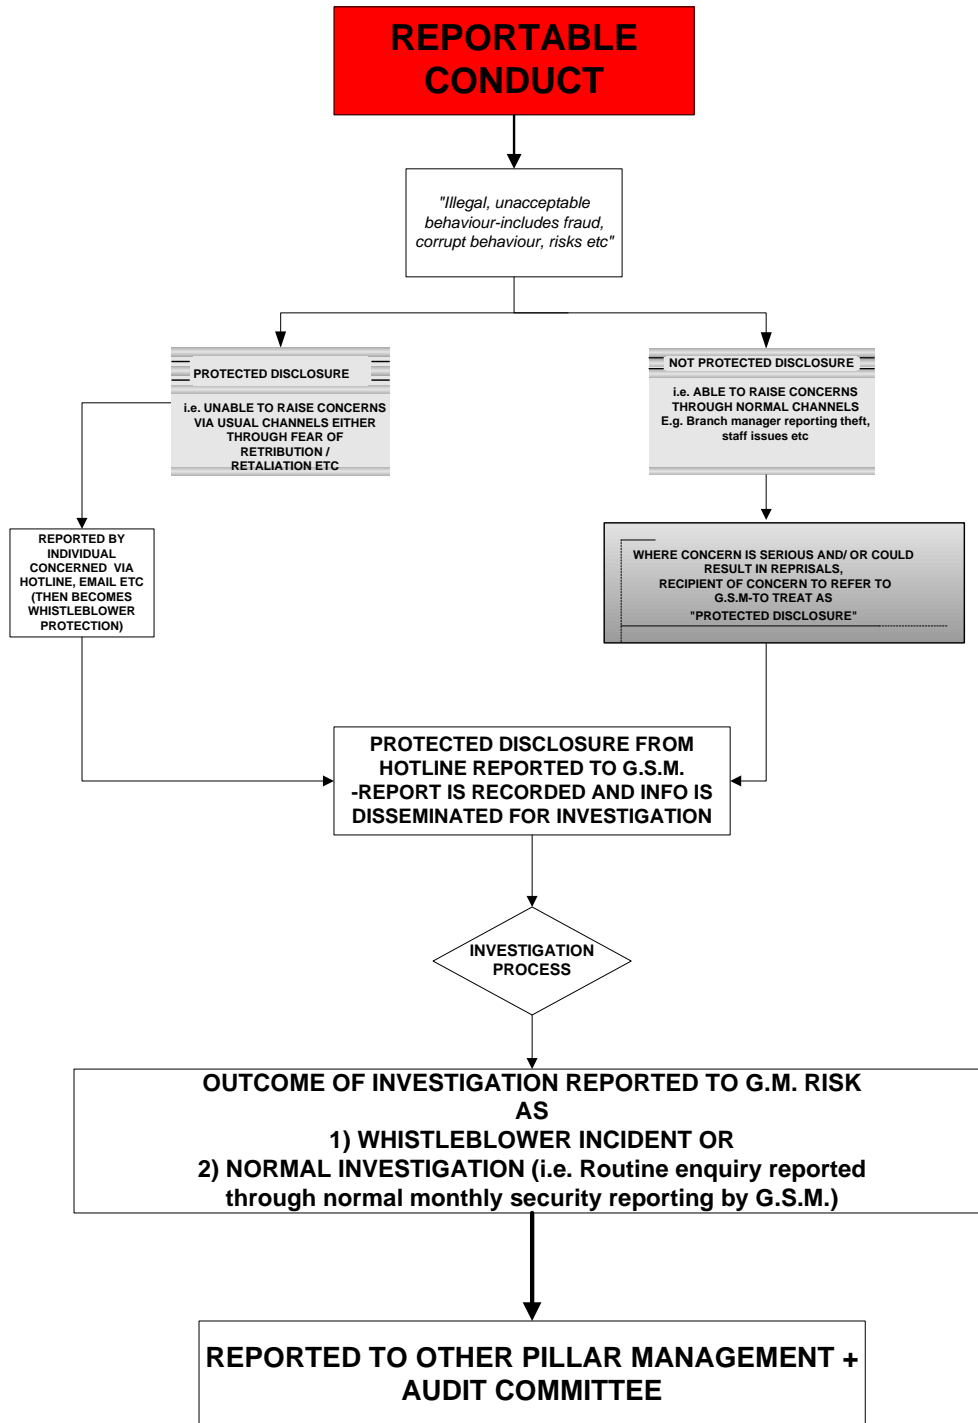 REPORTABLE
CONDUCT
"Illegal, unacceptable
behaviour-includes fraud,
corrupt behaviour, risks etc"
PROTECTED DISCLOSURE
i.e. UNABLE TO RAISE CONCERNS
VIA USUAL CHANNELS EITHER
THROUGH FEAR OF
RETRIBUTION /
RETALIATION ETC
NOT PROTECTED DISCLOSURE
i.e. ABLE TO RAISE CONCERNS
THROUGH NORMAL CHANNELS
E.g. Branch manager reporting theft,
staff issues etc
REPORTED BY
INDIVIDUAL
CONCERNED VIA
HOTLINE, EMAIL ETC
(THEN BECOMES
WHISTLEBLOWER
PROTECTION)
WHERE CONCERN IS SERIOUS AND/ OR COULD
RESULT IN REPRISALS,
RECIPIENT OF CONCERN TO REFER TO
G.S.M-TO TREAT AS
"PROTECTED DISCLOSURE"
PROTECTED DISCLOSURE FROM
HOTLINE REPORTED TO G.S.M.
-REPORT IS RECORDED AND INFO IS
DISSEMINATED FOR INVESTIGATION
INVESTIGATION
PROCESS
OUTCOME OF INVESTIGATION REPORTED TO G.M. RISK
AS
1) WHISTLEBLOWER INCIDENT OR
2) NORMAL INVESTIGATION (i.e. Routine enquiry reported
through normal monthly security reporting by G.S.M.)
REPORTED TO OTHER PILLAR MANAGEMENT +
AUDIT COMMITTEE